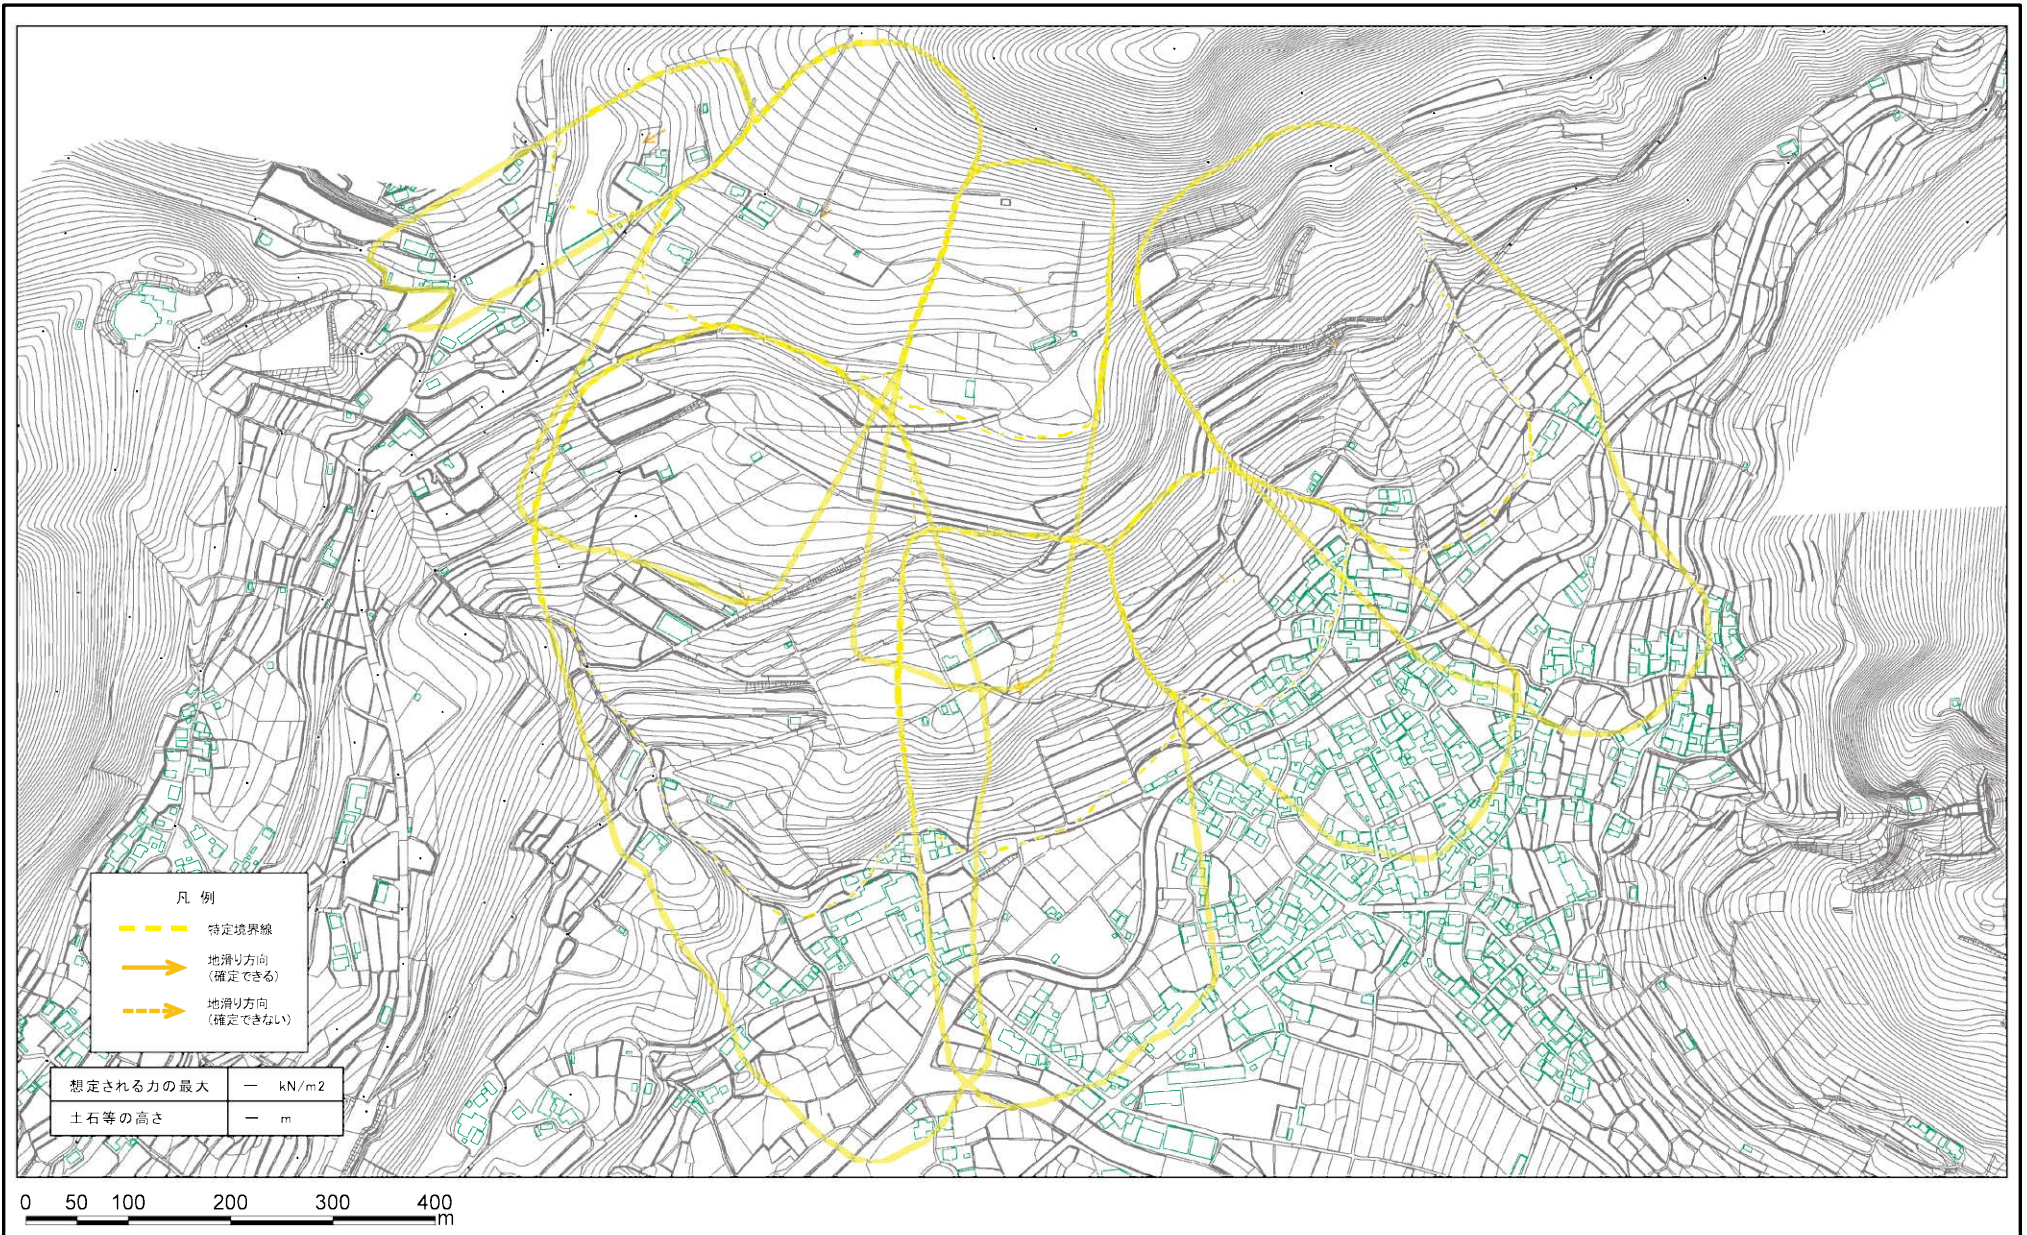 凡 例
特定境界線
地滑り方向
(確定できる)
地滑り方向
(確定できない)
想定される力の最大 ― kN/m2
土石等の高さ ― m
0 50 100 200 300 400
m